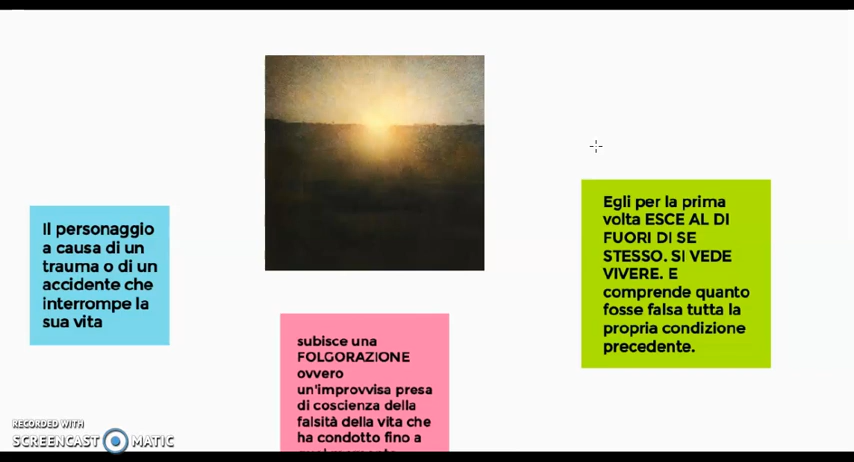 Il personaggio
a causa di un
trauma o di un
accidente che
interrompe la
sua vita
subisce una
FOLGORAZIONE
ovvero
un'improvvisa presa
di coscienza della
falsità della vita che
ha condotto fino a
Egli per la prima
volta ESCE AL DI
FUORI DI SE
STESSO. SI VEDE
VIVERE. E
comprende quanto
fosse falsa tutta la
propria condizione
precedente.
RECORDED WITH
SCREENCAST MATIC